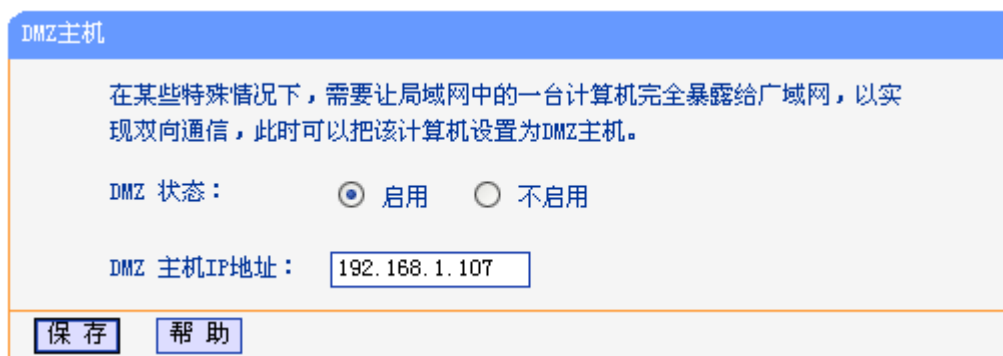 DMZ主机
在某些特殊情况下，需要让局域网中的一台计算机完全暴露给广域网，以实
现双向通信，此时可以把该计算机设置为DMZ主机。
DMZ 状态： 启用 不启用
DMZ 主机IP地址： 192.168.1.107
保 存 帮 助